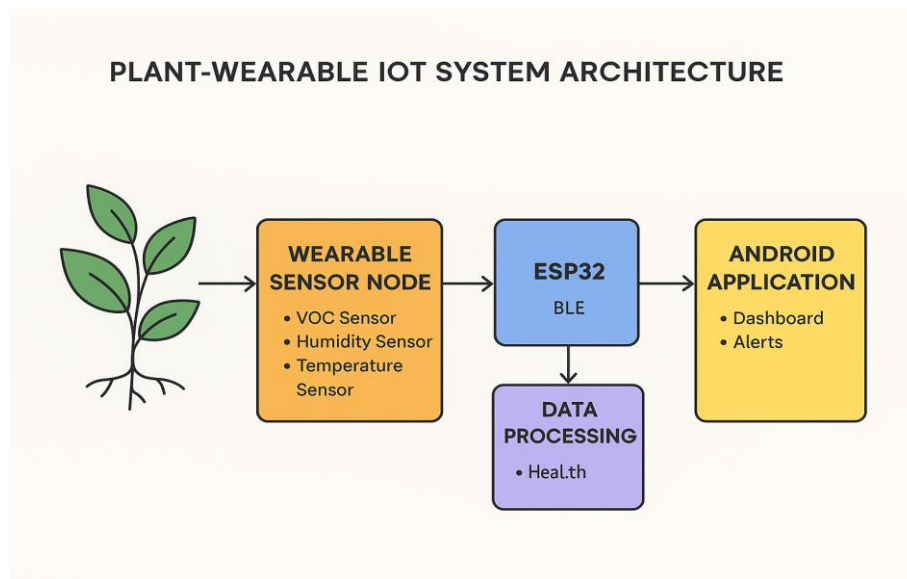 PLANT-WEARABLE IOT SYSTEM ARCHITECTURE
WEARABLE
SENSOR NODE
• VOC Sensor
• Humidity Sensor
• Temperature
Sensor
ESP32
BLE
DATA
PROCESSING
• Heal.th
ANDROID
APPLICATION
• Dashboard
• Alerts